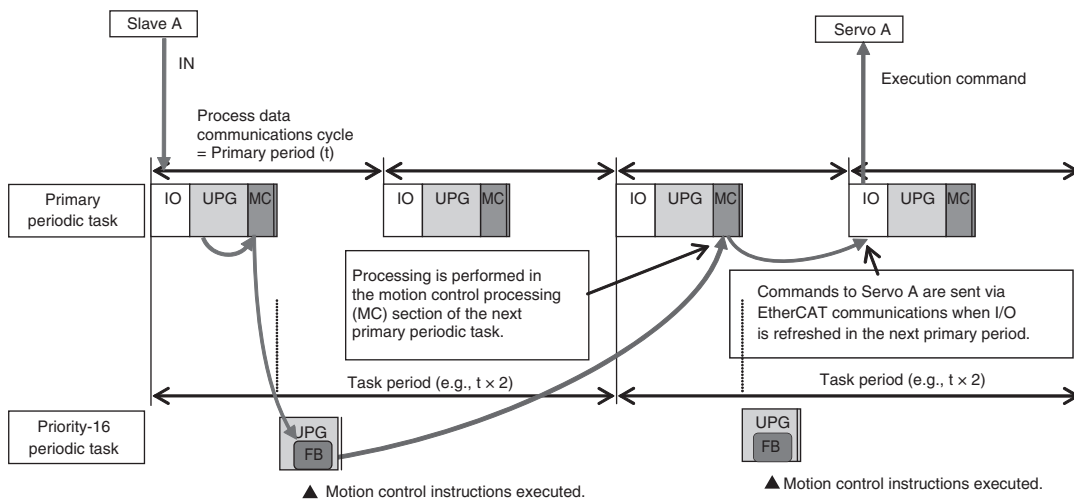 Slave A
Servo A
IN
Execution command
Process data
communications cycle
= Primary period (t)
Primary
periodic task
IO UPG MC
IO UPG MC
IO UPG MC
IO UPG MC
Processing is performed in
the motion control processing
(MC) section of the next
primary periodic task.
Commands to Servo A are sent via
EtherCAT communications when I/O
is refreshed in the next primary period.
Task period (e.g., t × 2)
Task period (e.g., t × 2)
Priority-16
periodic task
UPG
FB
UPG
FB
▲ Motion control instructions executed.
▲ Motion control instructions executed.